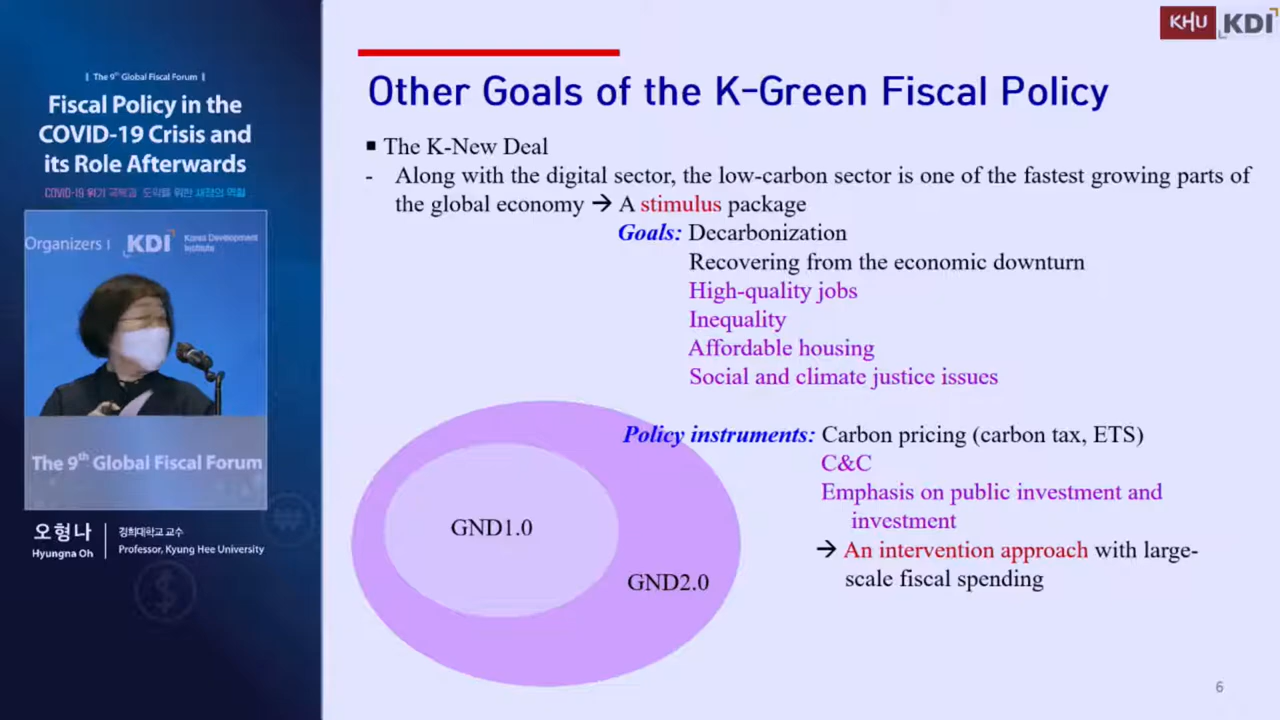 | The 9th Global Fiscal Forum |
Fiscal Policy in the
COVID-19 Crisis and
its Role Afterwards
COVID-19 위기 극복과 도약을 위한 재정의 역할
Organizers |
KDI
Korea Development
Institute
The 9th Global Fiscal Forum
오형나
Hyungna Oh
경희대학교 교수
Professor, Kyung Hee University
KHU
KDI
Other Goals of the K-Green Fiscal Policy
▪ The K-New Deal
- Along with the digital sector, the low-carbon sector is one of the fastest growing parts of
the global economy → A stimulus package
Goals: Decarbonization
Recovering from the economic downturn
High-quality jobs
Inequality
Affordable housing
Social and climate justice issues
Policy instruments: Carbon pricing (carbon tax, ETS)
C&C
Emphasis on public investment and
investment
→ An intervention approach with large-
scale fiscal spending
GND1.0
GND2.0
6